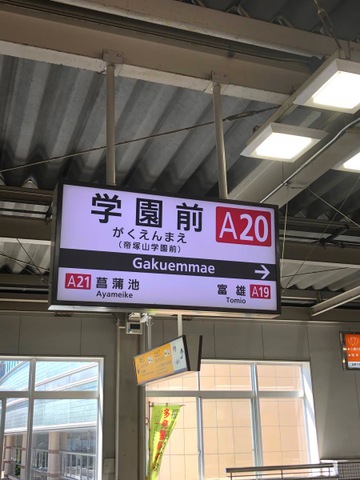 学園前 A20
がくえんまえ
(帝塚山学園前)
Gakuemmae →
A21 菖蒲池
Ayameike
富雄 A19
Tomio